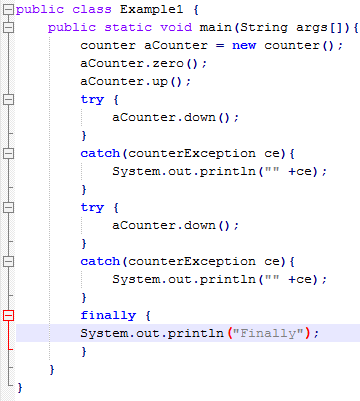 public class Example1 {
public static void main(String args[]){
counter aCounter = new counter();
aCounter.zero();
aCounter.up();
try {
aCounter.down();
}
catch(counterException ce){
System.out.println("" +ce);
}
try {
aCounter.down();
}
catch(counterException ce){
System.out.println("" +ce);
}
finally {
System.out.println("Finally");
}
}
}